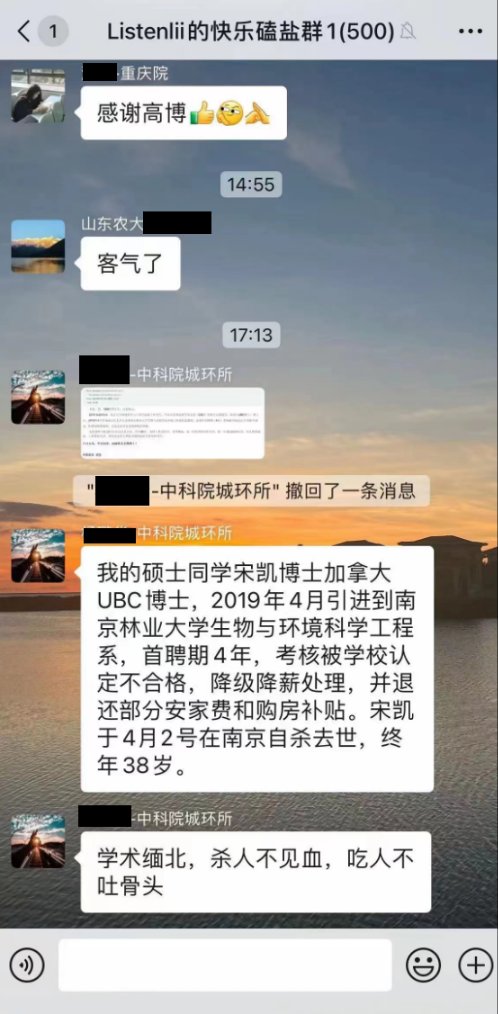 1
Listenlii的快乐磕盐群1(500)
-重庆院
感谢高博
14:55
山东农大
客气了
17:13
-中科院城环所
"
-中科院城环所" 撤回了一条消息
-中科院城环所
我的硕士同学宋凯博士加拿大
UBC博士，2019年4月引进到南
京林业大学生物与环境科学工程
系，首聘期4年，考核被学校认
定不合格，降级降薪处理，并退
还部分安家费和购房补贴。宋凯
于4月2号在南京自杀去世，终
年38岁。
-中科院城环所
学术缅北，杀人不见血，吃人不
吐骨头